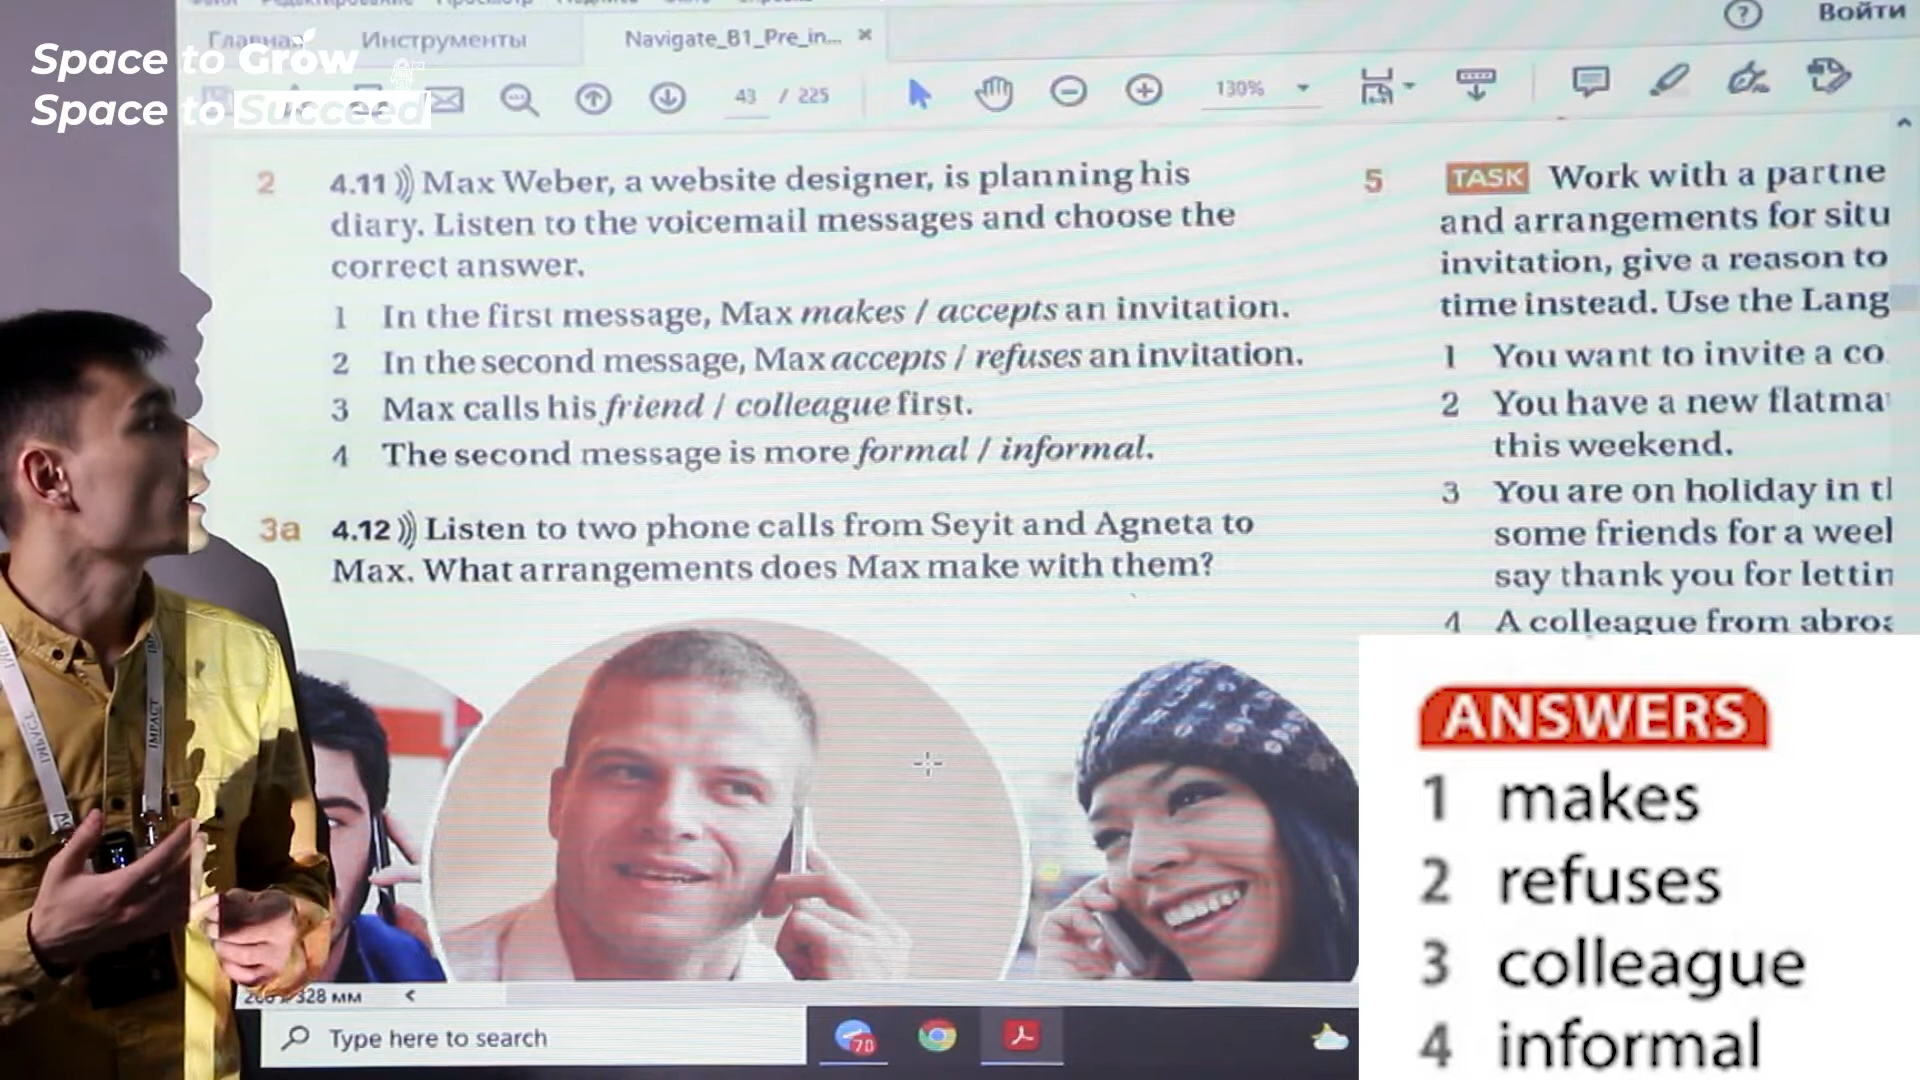 Space to Grow
Space to Succeed
Главная
Инструменты
Navigate_B1_Pre_in... ×
Войти
43 / 225
130%
2 4.11 Max Weber, a website designer, is planning his
diary. Listen to the voicemail messages and choose the
correct answer.
1 In the first message, Max makes / accepts an invitation.
2 In the second message, Max accepts / refuses an invitation.
3 Max calls his friend / colleague first.
4 The second message is more formal / informal.
3a 4.12 Listen to two phone calls from Seyit and Agneta to
Max. What arrangements does Max make with them?
5 TASK Work with a partne
and arrangements for situ
invitation, give a reason to
time instead. Use the Lang
1 You want to invite a co
2 You have a new flatma
this weekend.
3 You are on holiday in tl
some friends for a weel
say thank you for lettin
4 A colleague from abroa
ANSWERS
1 makes
2 refuses
3 colleague
4 informal
IMPACT
328 мм
Type here to search
70